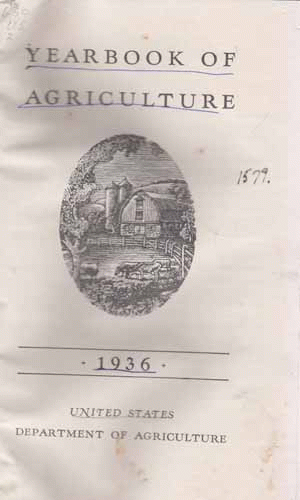 YEARBOOK OF
AGRICULTURE
1579.
· 1936 ·
UNITED STATES
DEPARTMENT OF AGRICULTURE